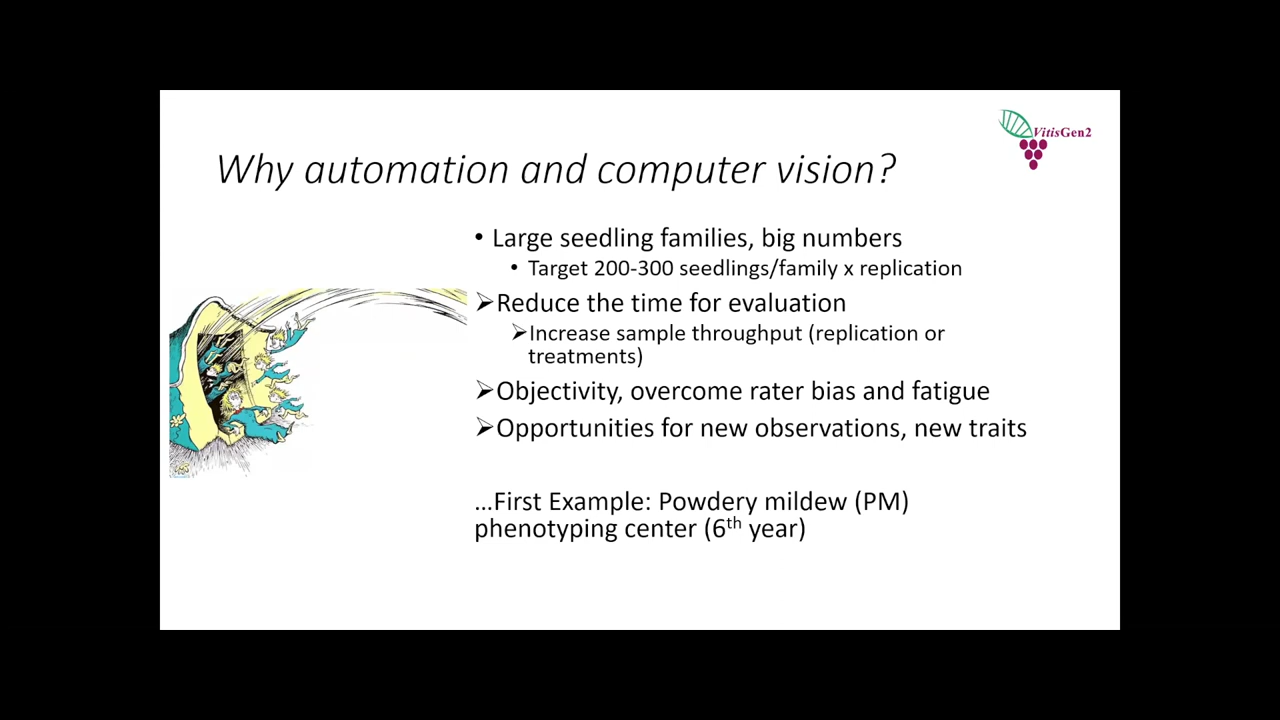 VitisGen2
Why automation and computer vision?
• Large seedling families, big numbers
• Target 200-300 seedlings/family x replication
➢Reduce the time for evaluation
➢Increase sample throughput (replication or
treatments)
➢Objectivity, overcome rater bias and fatigue
➢Opportunities for new observations, new traits
...First Example: Powdery mildew (PM)
phenotyping center (6th year)